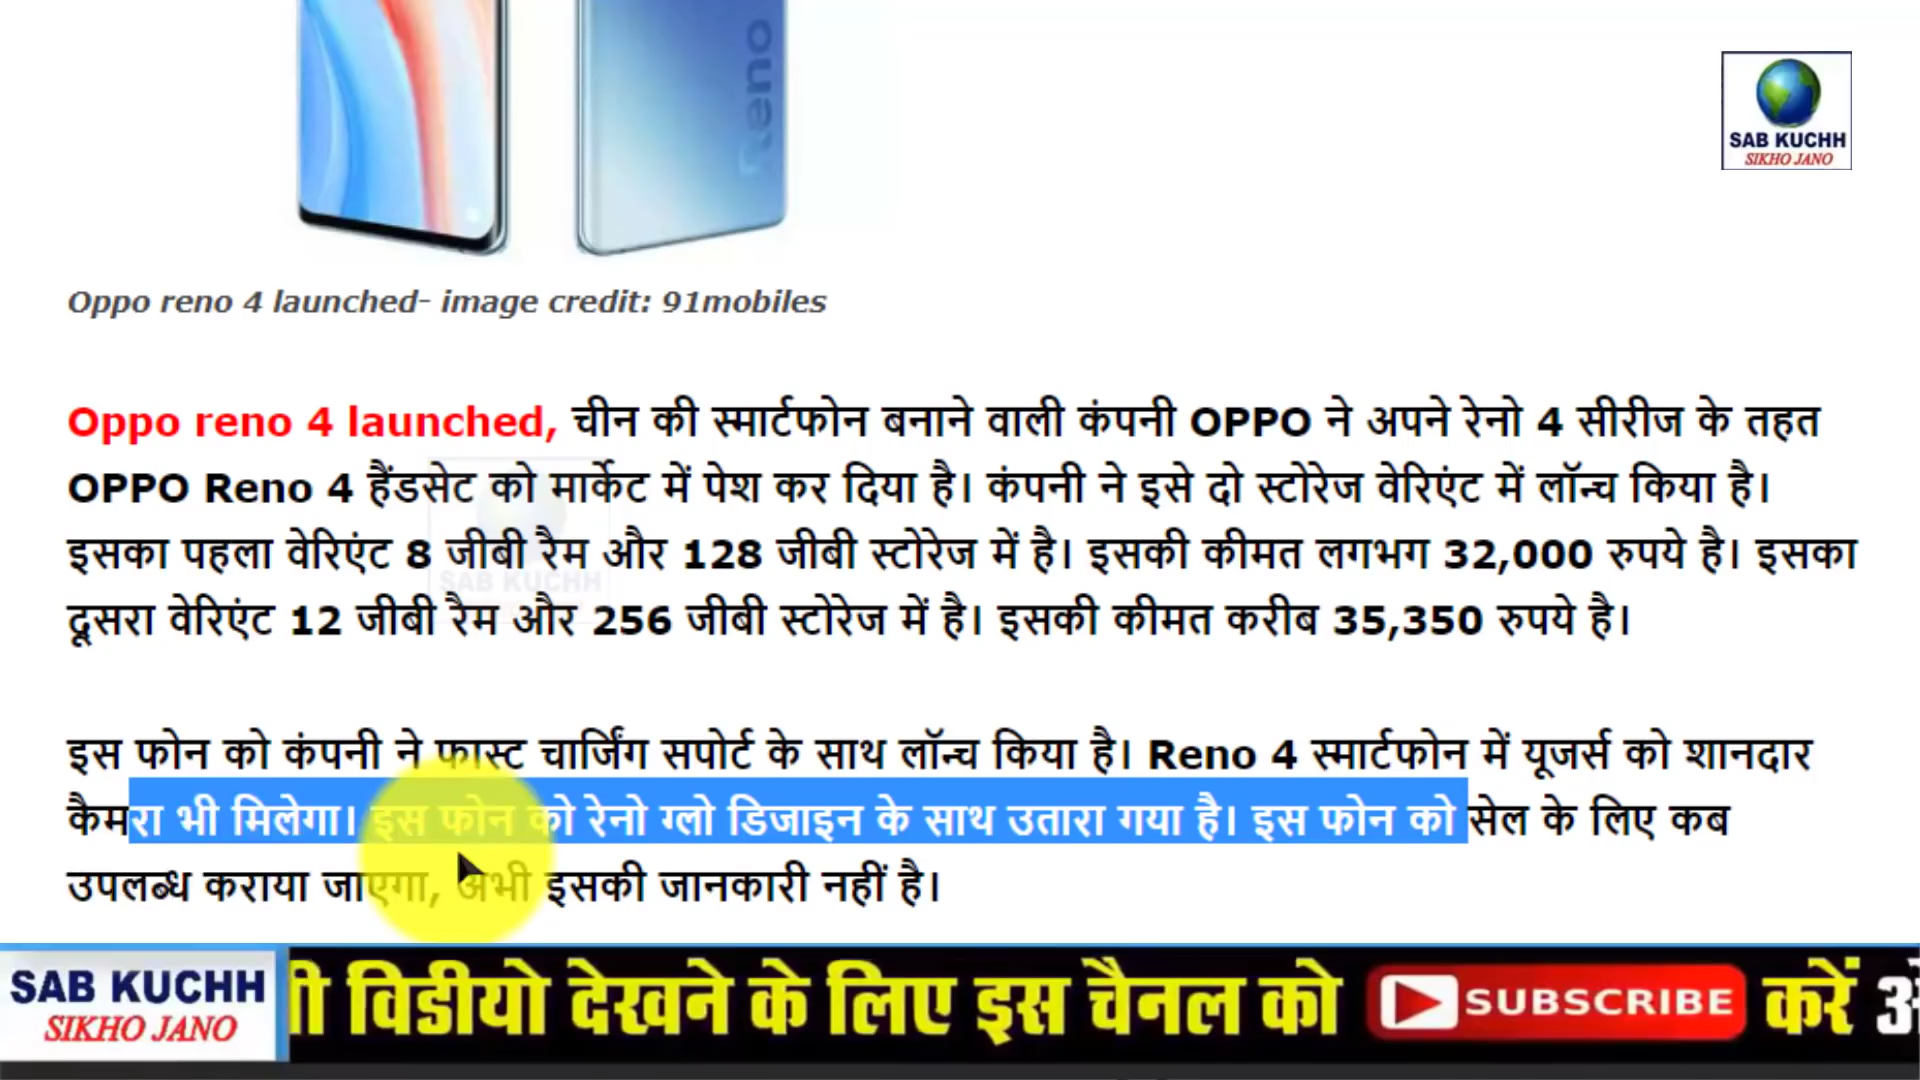 Reno
SAB KUCHH
SIKHO JANO
Oppo reno 4 launched- image credit: 91mobiles
Oppo reno 4 launched, चीन की स्मार्टफोन बनाने वाली कंपनी OPPO ने अपने रेनो 4 सीरीज के तहत
OPPO Reno 4 हैंडसेट को मार्केट में पेश कर दिया है। कंपनी ने इसे दो स्टोरेज वेरिएंट में लॉन्च किया है।
इसका पहला वेरिएंट 8 जीबी रैम और 128 जीबी स्टोरेज में है। इसकी कीमत लगभग 32,000 रुपये है। इसका
SAB KUCHH
दूसरा वेरिएंट 12 जीबी रैम और 256 जीबी स्टोरेज में है। इसकी कीमत करीब 35,350 रुपये है।
इस फोन को कंपनी ने फास्ट चार्जिंग सपोर्ट के साथ लॉन्च किया है। Reno 4 स्मार्टफोन में यूजर्स को शानदार
कैमरा भी मिलेगा। इस फोन को रेनो ग्लो डिजाइन के साथ उतारा गया है। इस फोन को सेल के लिए कब
उपलब्ध कराया जाएगा, अभी इसकी जानकारी नहीं है।
SAB KUCHH
SIKHO JANO
विडीयो देखने के लिए इस चैनल को SUBSCRIBE करें